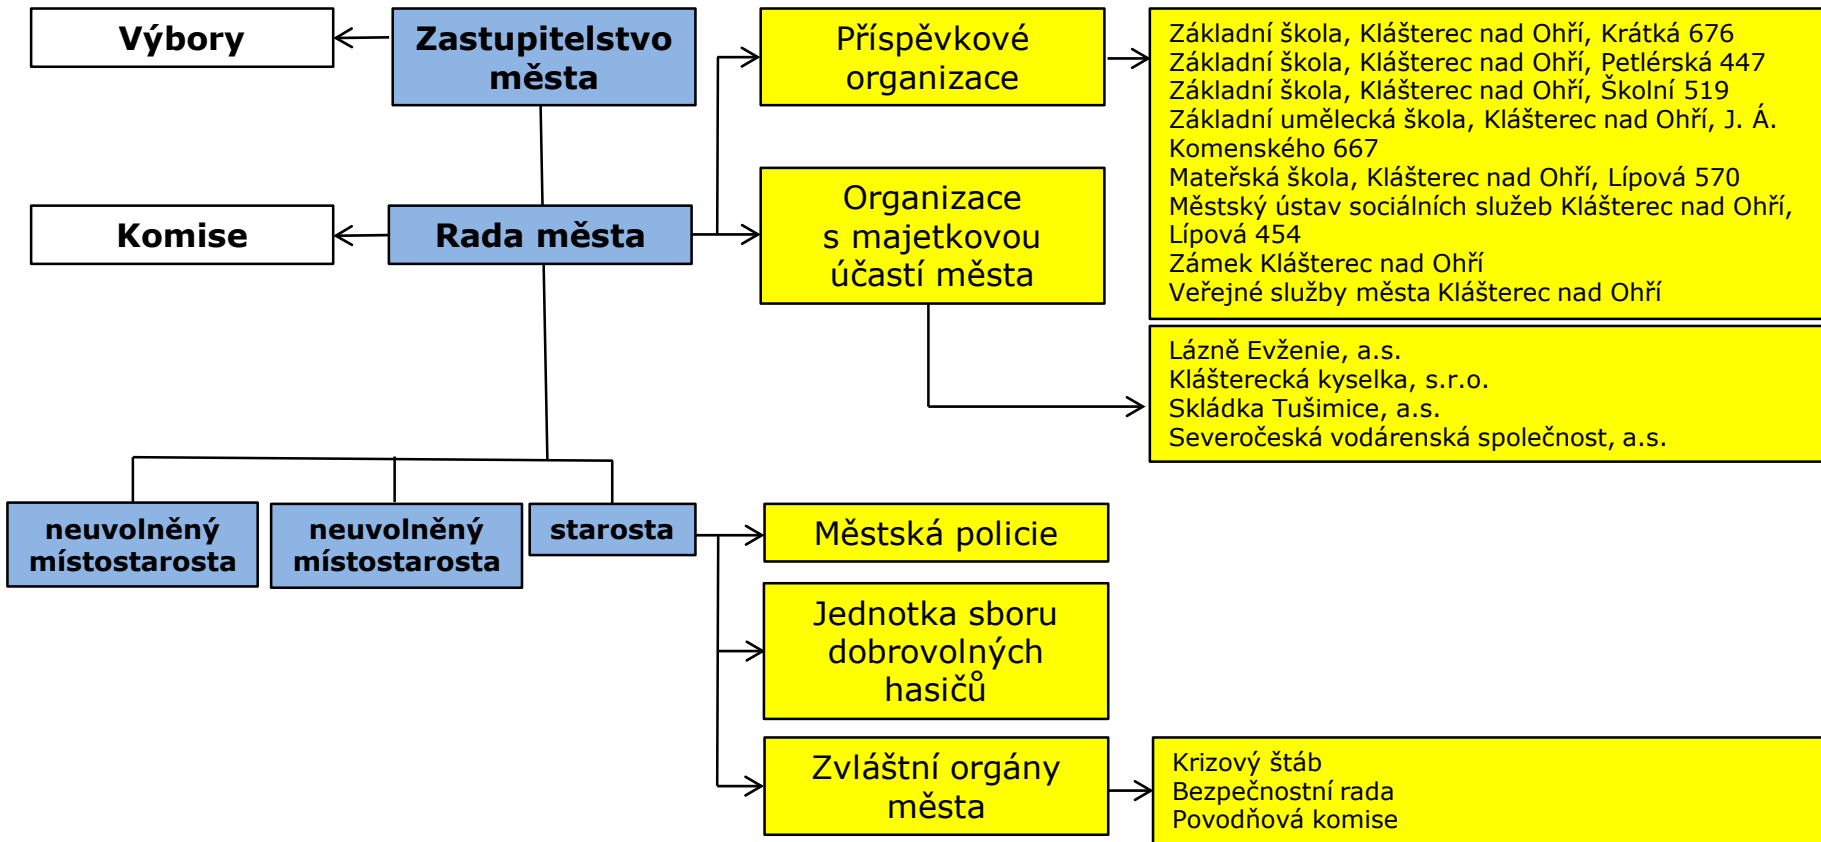 Výbory
Zastupitelstvo
města
Příspěvkové
organizace
Základní škola, Klášterec nad Ohří, Krátká 676
Základní škola, Klášterec nad Ohří, Petlérská 447
Základní škola, Klášterec nad Ohří, Školní 519
Základní umělecká škola, Klášterec nad Ohří, J. Á.
Komenského 667
Mateřská škola, Klášterec nad Ohří, Lípová 570
Městský ústav sociálních služeb Klášterec nad Ohří,
Lípová 454
Zámek Klášterec nad Ohří
Veřejné služby města Klášterec nad Ohří
Komise
Rada města
Organizace
s majetkovou
účastí města
Lázně Evženie, a.s.
Klášterecká kyselka, s.r.o.
Skládka Tušimice, a.s.
Severočeská vodárenská společnost, a.s.
neuvolněný
místostarosta
neuvolněný
místostarosta
starosta
Městská policie
Jednotka sboru
dobrovolných
hasičů
Zvláštní orgány
města
Krizový štáb
Bezpečnostní rada
Povodňová komise